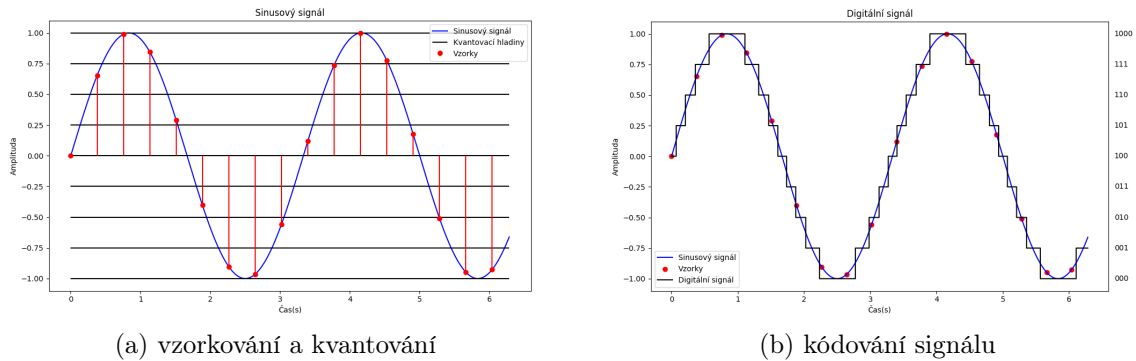 Sinusový signál
1.00
0.75
0.50
0.25
0.00
−0.25
−0.50
−0.75
−1.00
Amplituda
Sinusový signál
Kvantovací hladiny
Vzorky
0 1 2 3 4 5 6
Čas(s)
(a) vzorkování a kvantování
Digitální signál
1.00
0.75
0.50
0.25
0.00
−0.25
−0.50
−0.75
−1.00
Amplituda
1000
111
110
101
100
011
010
001
000
Sinusový signál
Vzorky
Digitální signál
0 1 2 3 4 5 6
Čas(s)
(b) kódování signálu